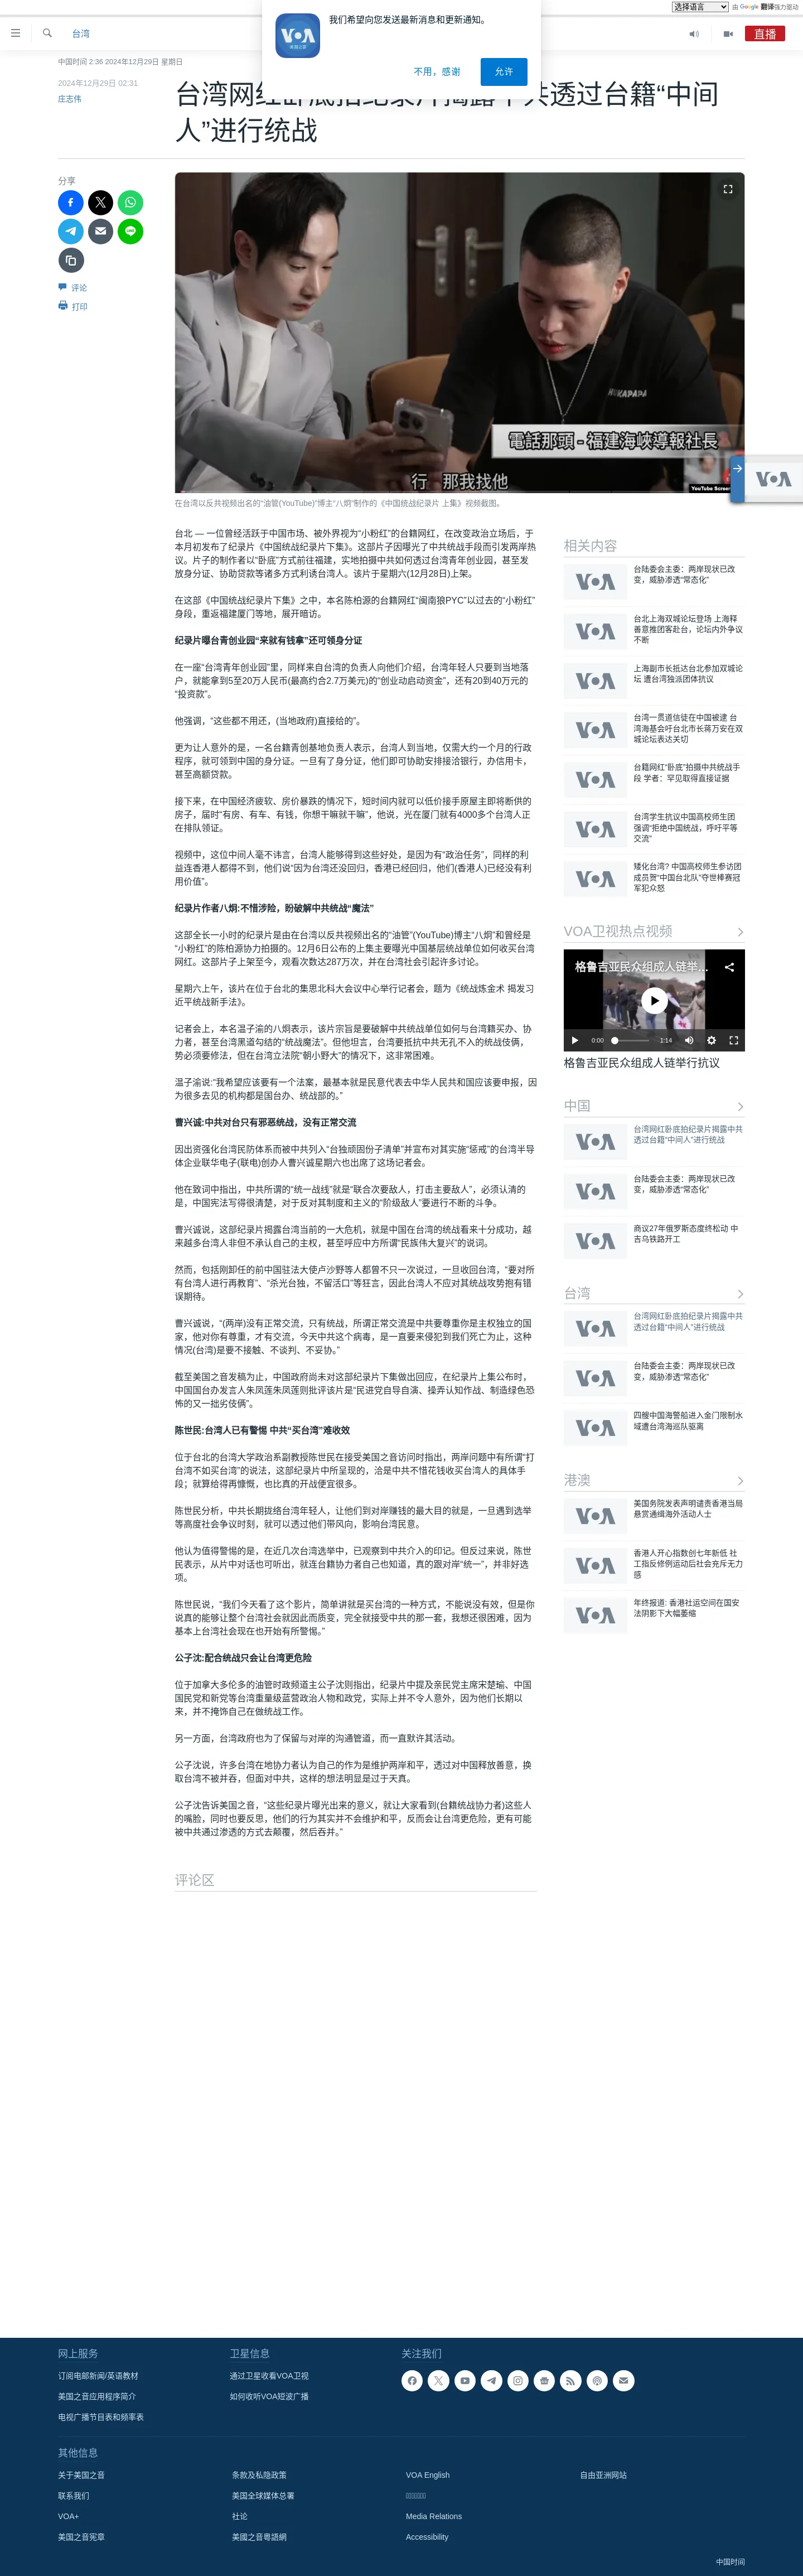 选择语言 由 Google 翻译强力驱动
我们希望向您发送最新消息和更新通知。
不用，感谢
允许
台湾
直播
中国时间 2:36 2024年12月29日 星期日
2024年12月29日 02:31
庄志伟
台湾网红卧底拍纪录片揭露中共透过台籍“中间
人”进行统战
分享
评论
打印
HUKAPAPA
電話那頭 - 福建海峽導報社長
行 那我找他
YouTube Screen
在台湾以反共视频出名的“油管(YouTube)”博主“八炯”制作的《中国统战纪录片 上集》视频截图。
台北 — 一位曾经活跃于中国市场、被外界视为“小粉红”的台籍网红，在改变政治立场后，于
本月初发布了纪录片《中国统战纪录片下集》。这部片子因曝光了中共统战手段而引发两岸热
议。片子的制作者以“卧底”方式前往福建，实地拍摄中共如何透过台湾青年创业园，甚至发
放身分证、协助贷款等诸多方式利诱台湾人。该片于星期六(12月28日)上架。
在这部《中国统战纪录片下集》之中，本名陈柏源的台籍网红“闽南狼PYC”以过去的“小粉红”
身段，重返福建厦门等地，展开暗访。
纪录片曝台青创业园“来就有钱拿”还可领身分证
在一座“台湾青年创业园”里，同样来自台湾的负责人向他们介绍，台湾年轻人只要到当地落
户，就能拿到5至20万人民币(最高约合2.7万美元)的“创业动启动资金”，还有20到40万元的
“投资款”。
他强调，“这些都不用还，(当地政府)直接给的”。
更为让人意外的是，一名台籍青创基地负责人表示，台湾人到当地，仅需大约一个月的行政
程序，就可领到中国的身分证。一旦有了身分证，他们即可协助安排接洽银行，办信用卡，
甚至高额贷款。
接下来，在中国经济疲软、房价暴跌的情况下，短时间内就可以低价接手原屋主即将断供的
房子，届时“有房、有车、有钱，你想干嘛就干嘛”，他说，光在厦门就有4000多个台湾人正
在排队领证。
视频中，这位中间人毫不讳言，台湾人能够得到这些好处，是因为有“政治任务”，同样的利
益连香港人都得不到，他们说“因为台湾还没回归，香港已经回归，他们(香港人)已经没有利
用价值”。
纪录片作者八炯:不惜涉险，盼破解中共统战“魔法”
这部全长一小时的纪录片是由在台湾以反共视频出名的“油管”(YouTube)博主“八炯”和曾经是
“小粉红”的陈柏源协力拍摄的。12月6日公布的上集主要曝光中国基层统战单位如何收买台湾
网红。这部片子上架至今，观看次数达287万次，并在台湾社会引起许多讨论。
星期六上午，该片在位于台北的集思北科大会议中心举行记者会，题为《统战炼金术 揭发习
近平统战新手法》。
记者会上，本名温子渝的八炯表示，该片宗旨是要破解中共统战单位如何与台湾籍买办、协
力者，甚至台湾黑道勾结的“统战魔法”。但他坦言，台湾要抵抗中共无孔不入的统战伎俩，
势必须要修法，但在台湾立法院“朝小野大”的情况下，这非常困难。
温子渝说:“我希望应该要有一个法案，最基本就是民意代表去中华人民共和国应该要申报，因
为很多去见的机构都是国台办、统战部的。”
曹兴诚:中共对台只有邪恶统战，没有正常交流
因出资强化台湾民防体系而被中共列入“台独顽固份子清单”并宣布对其实施“惩戒”的台湾半导
体企业联华电子(联电)创办人曹兴诚星期六也出席了这场记者会。
他在致词中指出，中共所谓的“统一战线”就是“联合次要敌人，打击主要敌人”，必须认清的
是，中国宪法写得很清楚，对于反对其制度和主义的“阶级敌人”要进行不断的斗争。
曹兴诚说，这部纪录片揭露台湾当前的一大危机，就是中国在台湾的统战看来十分成功，越
来越多台湾人非但不承认自己的主权，甚至呼应中方所谓“民族伟大复兴”的说词。
然而，包括刚卸任的前中国驻法大使卢沙野等人都曾不只一次说过，一旦收回台湾，“要对所
有台湾人进行再教育”、“杀光台独，不留活口”等狂言，因此台湾人不应对其统战攻势抱有错
误期待。
曹兴诚说，“(两岸)没有正常交流，只有统战，所谓正常交流是中共要尊重你是主权独立的国
家，他对你有尊重，才有交流，今天中共这个病毒，是一直要来侵犯到我们死亡为止，这种
情况(台湾)是要不接触、不谈判、不妥协。”
截至美国之音发稿为止，中国政府尚未对这部纪录片下集做出回应，在纪录片上集公布时，
中国国台办发言人朱凤莲朱凤莲则批评该片是“民进党自导自演、操弄认知作战、制造绿色恐
怖的又一拙劣伎俩”。
陈世民:台湾人已有警惕 中共“买台湾”难收效
位于台北的台湾大学政治系副教授陈世民在接受美国之音访问时指出，两岸问题中有所谓“打
台湾不如买台湾”的说法，这部纪录片中所呈现的，洽是中共不惜花钱收买台湾人的具体手
段；就算给得再慷慨，也比真的开战便宜很多。
陈世民分析，中共长期拢络台湾年轻人，让他们到对岸赚钱的最大目的就是，一旦遇到选举
等高度社会争议时刻，就可以透过他们带风向，影响台湾民意。
他认为值得警惕的是，在近几次台湾选举中，已观察到中共介入的印记。但反过来说，陈世
民表示，从片中对话也可听出，就连台籍协力者自己也知道，真的跟对岸“统一”，并非好选
项。
陈世民说，“我们今天看了这个影片，简单讲就是买台湾的一种方式，不能说没有效，但是你
说真的能够让整个台湾社会就因此而质变，完全就接受中共的那一套，我想还很困难，因为
基本上台湾社会现在也开始有所警惕。”
公子沈:配合统战只会让台湾更危险
位于加拿大多伦多的油管时政频道主公子沈则指出，纪录片中提及亲民党主席宋楚瑜、中国
国民党和新党等台湾重量级蓝营政治人物和政党，实际上并不令人意外，因为他们长期以
来，并不掩饰自己在做统战工作。
另一方面，台湾政府也为了保留与对岸的沟通管道，而一直默许其活动。
公子沈说，许多台湾在地协力者认为自己的作为是维护两岸和平，透过对中国释放善意，换
取台湾不被并吞，但面对中共，这样的想法明显是过于天真。
公子沈告诉美国之音，“这些纪录片曝光出来的意义，就让大家看到(台籍统战协力者)这些人
的嘴脸，同时也要反思，他们的行为其实并不会维护和平，反而会让台湾更危险，更有可能
被中共通过渗透的方式去颠覆，然后吞并。”
评论区
VOA
相关内容
台陆委会主委：两岸现状已改
变，威胁渗透“常态化”
台北上海双城论坛登场 上海释
善意推团客赴台，论坛内外争议
不断
上海副市长抵达台北参加双城论
坛 遭台湾独派团体抗议
台湾一贯道信徒在中国被逮 台
湾海基会吁台北市长蒋万安在双
城论坛表达关切
台籍网红“卧底”拍摄中共统战手
段 学者：罕见取得直接证据
台湾学生抗议中国高校师生团
强调“拒绝中国统战，呼吁平等
交流”
矮化台湾? 中国高校师生参访团
成员贺“中国台北队”夺世棒赛冠
军犯众怒
VOA卫视热点视频
格鲁吉亚民众组成人链举...
0:00 1:14
格鲁吉亚民众组成人链举行抗议
中国
台湾网红卧底拍纪录片揭露中共
透过台籍“中间人”进行统战
台陆委会主委：两岸现状已改
变，威胁渗透“常态化”
商议27年俄罗斯态度终松动 中
吉乌铁路开工
台湾
台湾网红卧底拍纪录片揭露中共
透过台籍“中间人”进行统战
台陆委会主委：两岸现状已改
变，威胁渗透“常态化”
四艘中国海警船进入金门限制水
域遭台湾海巡队驱离
港澳
美国务院发表声明谴责香港当局
悬赏通缉海外活动人士
香港人开心指数创七年新低 社
工指反修例运动后社会充斥无力
感
年终报道: 香港社运空间在国安
法阴影下大幅萎缩
网上服务
订阅电邮新闻/英语教材
美国之音应用程序简介
电视广播节目表和频率表
卫星信息
通过卫星收看VOA卫视
如何收听VOA短波广播
关注我们
其他信息
关于美国之音
联系我们
VOA+
美国之音宪章
条款及私隐政策
美国全球媒体总署
社论
美國之音粵語網
VOA English
Media Relations
Accessibility
自由亚洲网站
中国时间